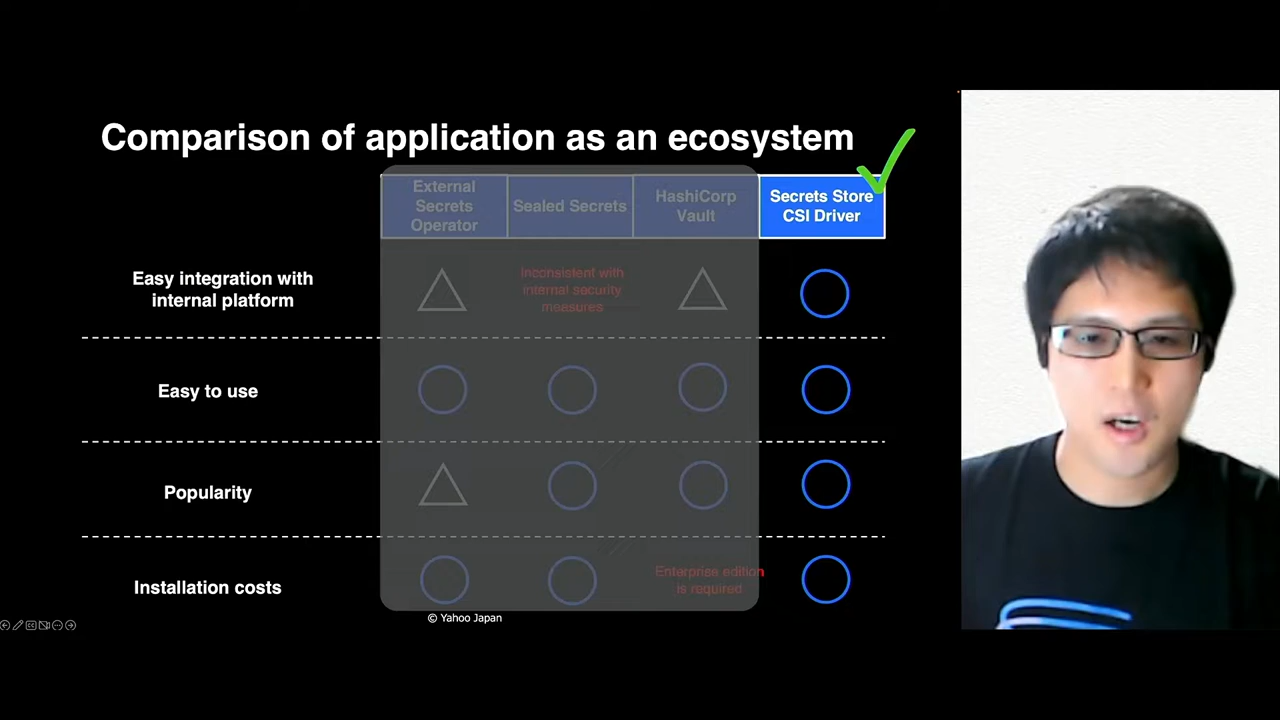 Comparison of application as an ecosystem
External
Secrets
Operator
Sealed Secrets
HashiCorp
Vault
Secrets Store
CSI Driver
Easy integration with
internal platform
Inconsistent with
internal security
measures
Easy to use
Popularity
Installation costs
Enterprise edition
is required
© Yahoo Japan